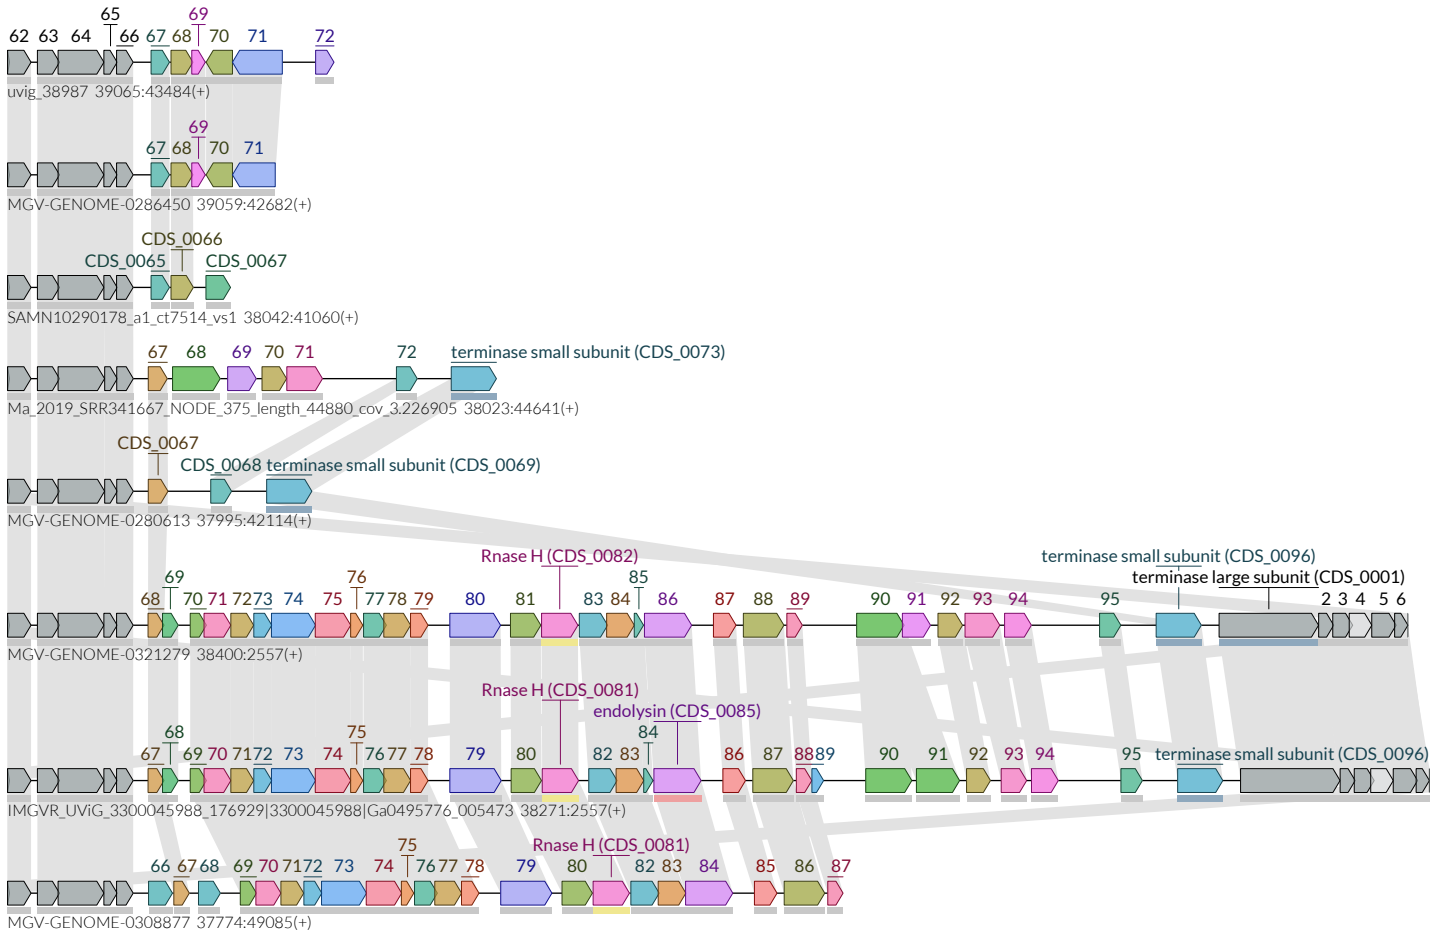 65 69
62 63 64 66 67 68 70 71 72
uvig_38987 39065:43484(+)
69
67 68 70 71
MGV-GENOME-0286450 39059:42682(+)
CDS_0066
CDS_0065 CDS_0067
SAMN10290178_a1_ct7514_vs1 38042:41060(+)
67 68 69 70 71 72 terminase small subunit (CDS_0073)
Ma_2019_SRR341667_NODE_375_length_44880_cov_3.226905 38023:44641(+)
CDS_0067
CDS_0068 terminase small subunit (CDS_0069)
MGV-GENOME-0280613 37995:42114(+)
Rnase H (CDS_0082) terminase small subunit (CDS_0096)
69 76 85 terminase large subunit (CDS_0001)
68 70 71 72 73 74 75 77 78 79 80 81 83 84 86 87 88 89 90 91 92 93 94 95 2 3 4 5 6
MGV-GENOME-0321279 38400:2557(+)
Rnase H (CDS_0081)
endolysin (CDS_0085)
68 75 84
67 69 70 71 72 73 74 76 77 78 79 80 82 83 86 87 88 89 90 91 92 93 94 95 terminase small subunit (CDS_0096)
IMGVR_UViG_3300045988_176929|3300045988|Ga0495776_005473 38271:2557(+)
75 Rnase H (CDS_0081)
66 67 68 69 70 71 72 73 74 76 77 78 79 80 82 83 84 85 86 87
MGV-GENOME-0308877 37774:49085(+)